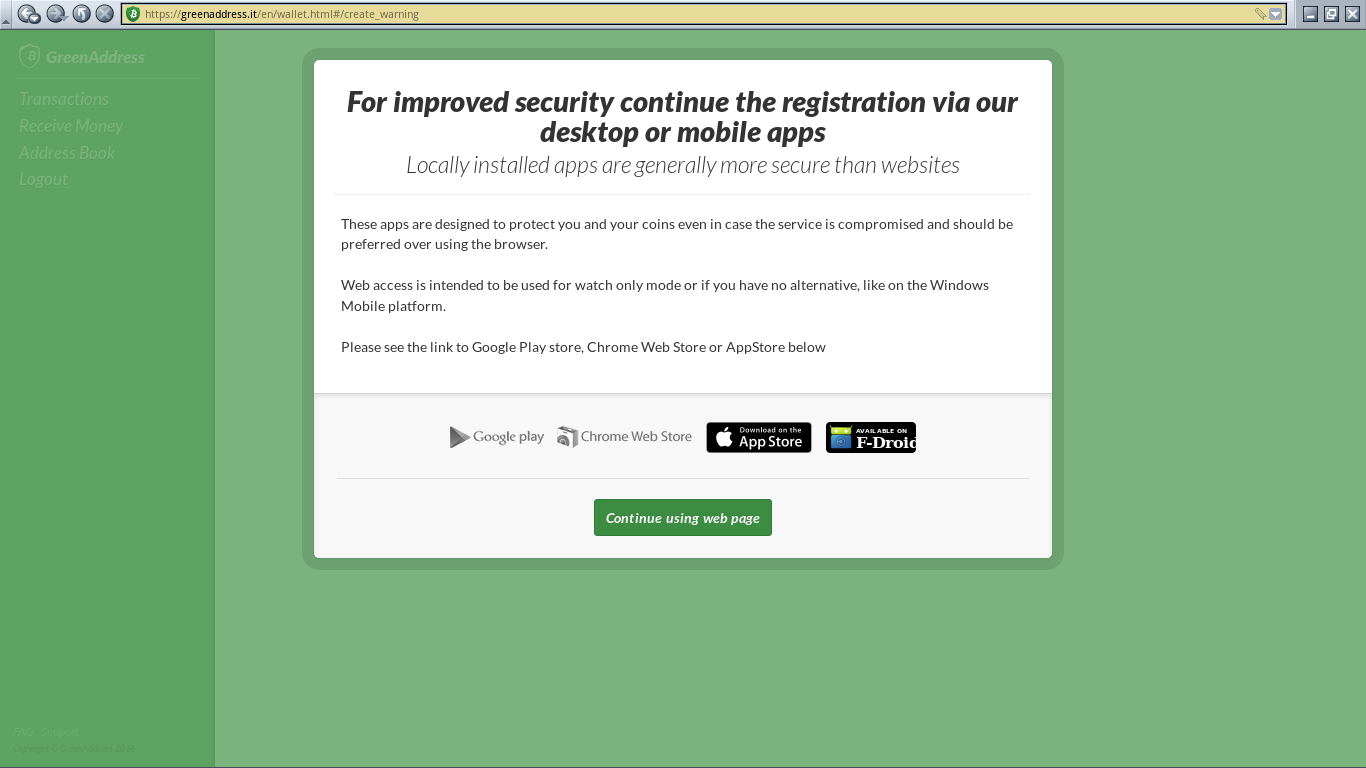 https://greenaddress.it/en/wallet.html#/create_warning
GreenAddress
Transactions
Receive Money
Address Book
Logout
For improved security continue the registration via our
desktop or mobile apps
Locally installed apps are generally more secure than websites
These apps are designed to protect you and your coins even in case the service is compromised and should be
preferred over using the browser.
Web access is intended to be used for watch only mode or if you have no alternative, like on the Windows
Mobile platform.
Please see the link to Google Play store, Chrome Web Store or AppStore below
Google play
Chrome Web Store
Download on the
App Store
AVAILABLE ON
F-Droid
Continue using web page
FAQ Support
Copyright © GreenAddress 2016